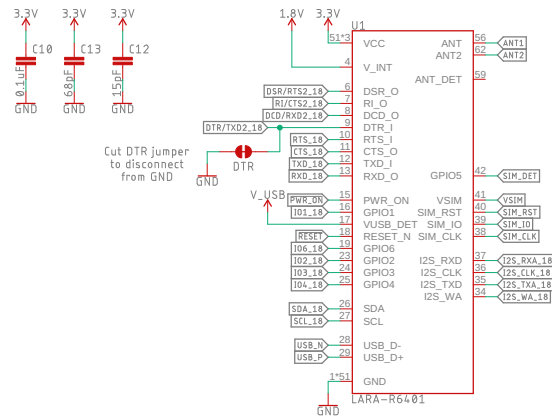 3.3V 3.3V 3.3V
C10 C13 C12
0.1uF 68pF 15pF
GND GND GND
1.8V 3.3V
U1
51*3 VCC ANT 56 ANT1
ANT2 62 ANT2
4 V_INT
ANT_DET 59
DSR/RTS2_18 6 DSR_O
RI/CTS2_18 7 RI_O
DCD/RXD2_18 8 DCD_O
DTR/TXD2_18 9 DTR_I
RTS_18 10 RTS_I
CTS_18 11 CTS_O
TXD_18 12 TXD_I
RXD_18 13 RXD_O
GPIO5 42 SIM_DET
Cut DTR jumper
to disconnect
from GND
DTR
GND
V_USB
PWR_ON 15 PWR_ON VSIM 41 VSIM
IO1_18 16 GPIO1 SIM_RST 40 SIM_RST
17 VUSB_DET SIM_IO 39 SIM_IO
RESET 18 RESET_N SIM_CLK 38 SIM_CLK
IO6_18 19 GPIO6
IO2_18 23 GPIO2 I2S_RXD 37 I2S_RXA_18
IO3_18 24 GPIO3 I2S_CLK 36 I2S_CLK_18
IO4_18 25 GPIO4 I2S_TXD 35 I2S_TXA_18
I2S_WA 34 I2S_WA_18
SDA_18 26 SDA
SCL_18 27 SCL
USB_N 28 USB_D-
USB_P 29 USB_D+
1*51 GND
LARA-R6401
GND